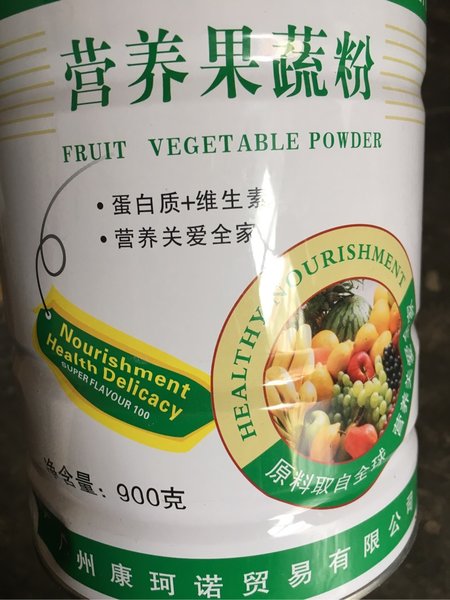 营养果蔬粉
FRUIT VEGETABLE POWDER
·蛋白质+维生素
·营养关爱全家
HEALTHY NOURISHMENT
Nourishment
Health Delicacy
SUPER FLAVOUR 100
原料取自全球
净含量：900克
广州康珂诺贸易有限公司